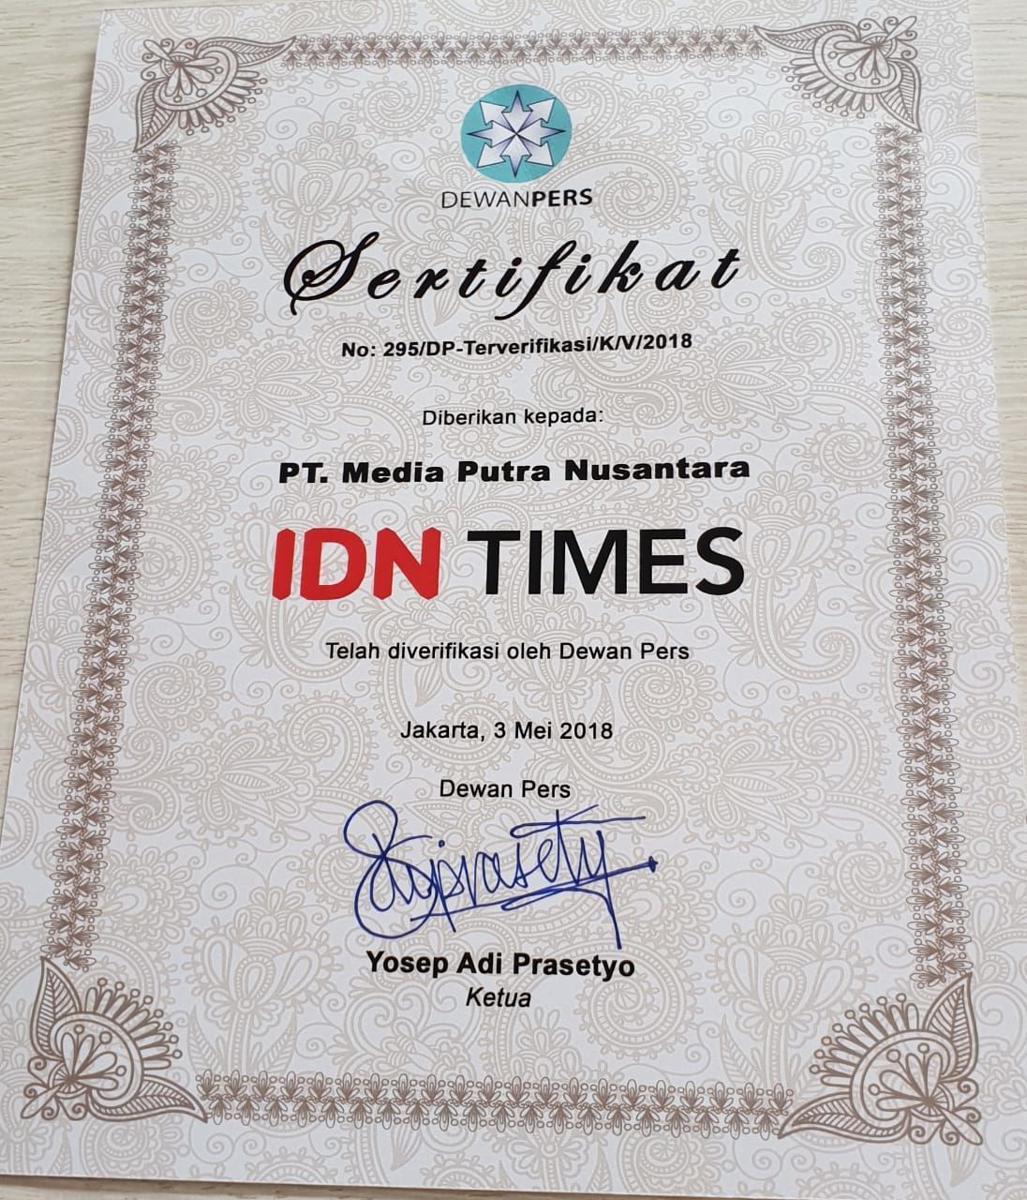 DEWANPERS
Sertifikat
No: 295/DP-Terverifikasi/K/V/2018
Diberikan kepada:
PT. Media Putra Nusantara
IDN TIMES
Telah diverifikasi oleh Dewan Pers
Jakarta, 3 Mei 2018
Dewan Pers
Yosep Adi Prasetyo
Ketua